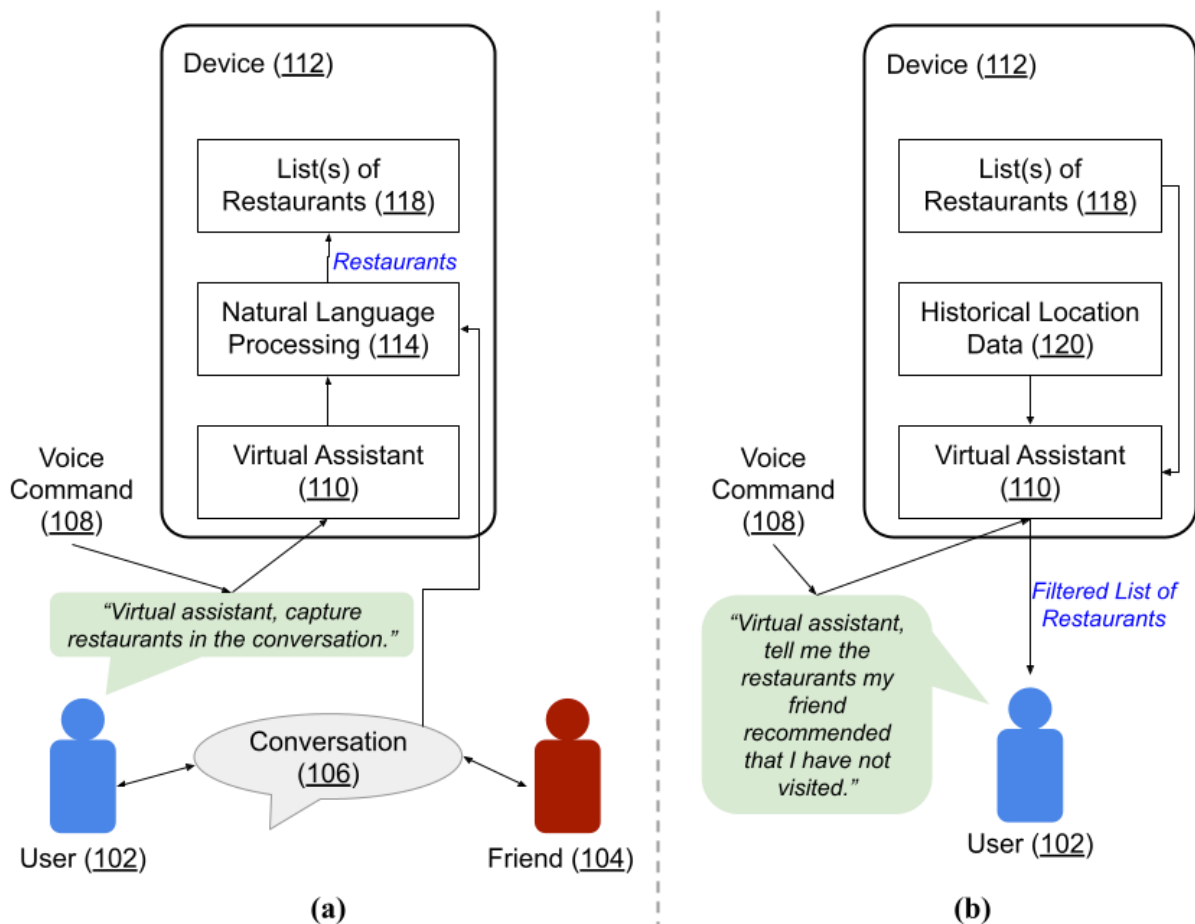 Device (112)
List(s) of
Restaurants (118)
Restaurants
Natural Language
Processing (114)
Virtual Assistant
(110)
Voice
Command
(108)
“Virtual assistant, capture
restaurants in the conversation.”
Conversation
(106)
User (102)
Friend (104)
(a)
Device (112)
List(s) of
Restaurants (118)
Historical Location
Data (120)
Virtual Assistant
(110)
Voice
Command
(108)
Filtered List of
Restaurants
“Virtual assistant,
tell me the
restaurants my
friend
recommended
that I have not
visited.”
User (102)
(b)